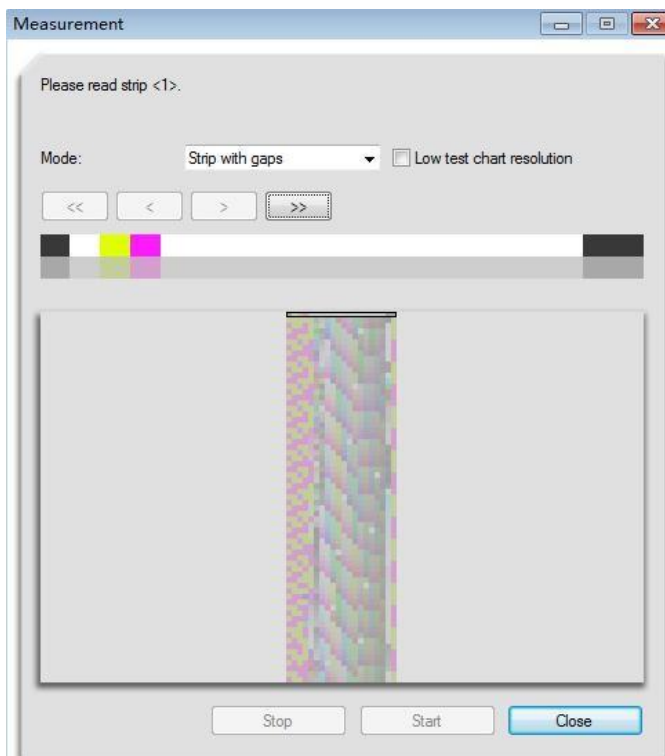 Measurement
Please read strip <1>.
Mode: Strip with gaps Low test chart resolution
<< < > >>
Stop Start Close